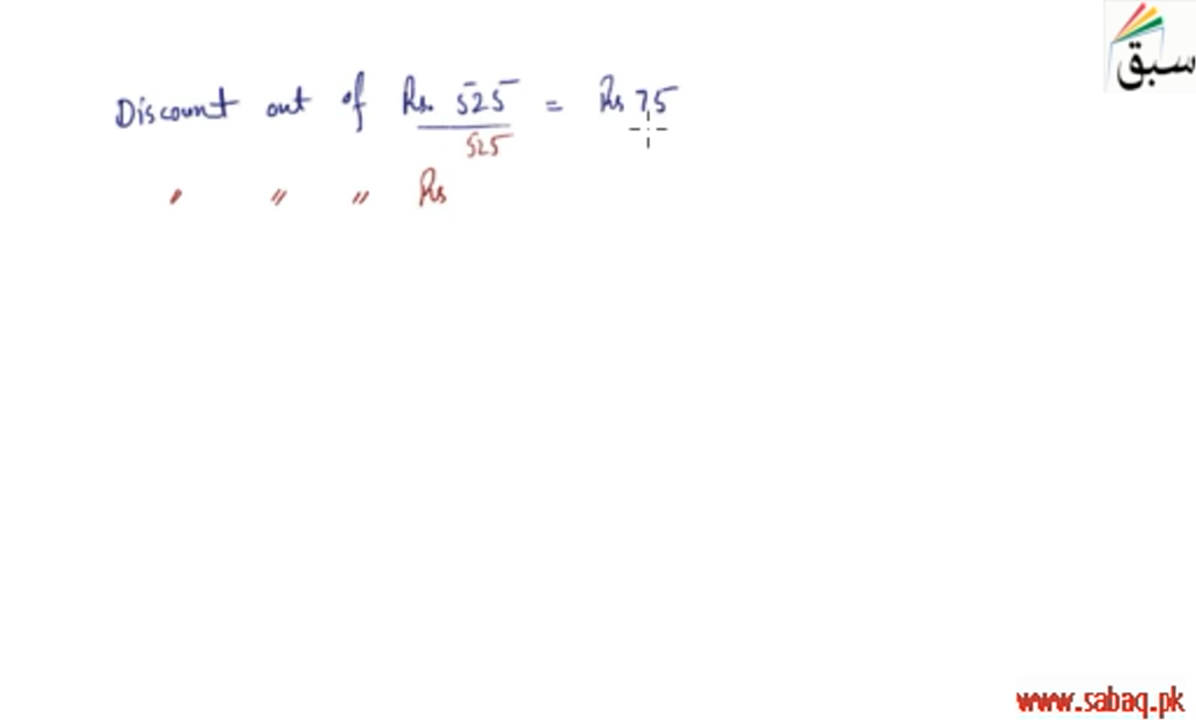 سبق
Discount out of Rs. 525 = Rs 75
525
" " " Rs
www.sabaq.pk